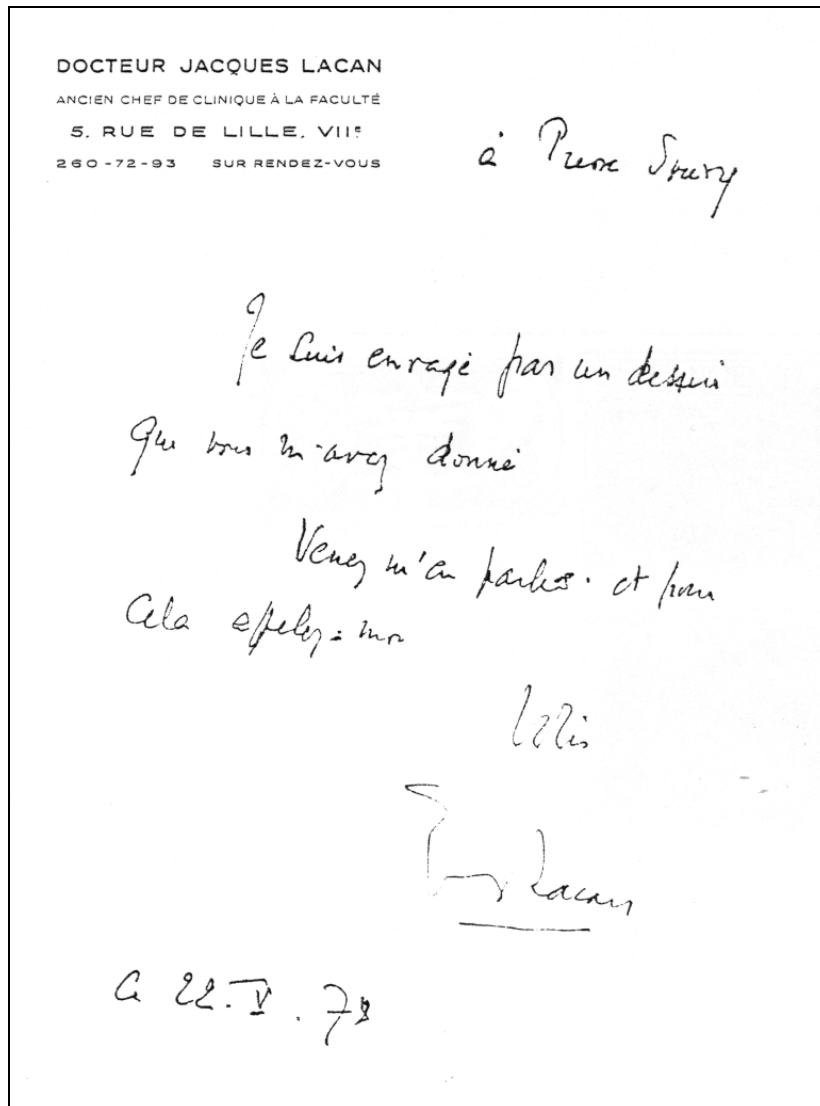 DOCTEUR JACQUES LACAN
ANCIEN CHEF DE CLINIQUE À LA FACULTÉ
5, RUE DE LILLE, VIIe
260-72-93 SUR RENDEZ-VOUS
à Pierre Soury
Je suis enragé par un dessin
que vous m'avez donné
Venez m'en parler. et pour
cela appelez-moi
Lacan
Ce 22.V.78